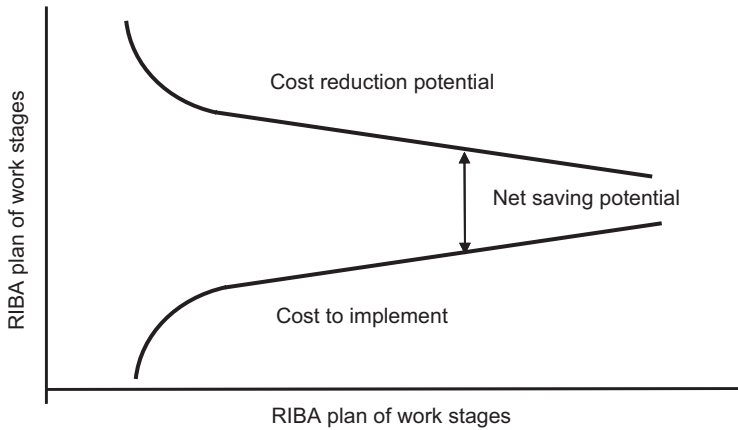 Cost reduction potential
RIBA plan of work stages
Net saving potential
Cost to implement
RIBA plan of work stages